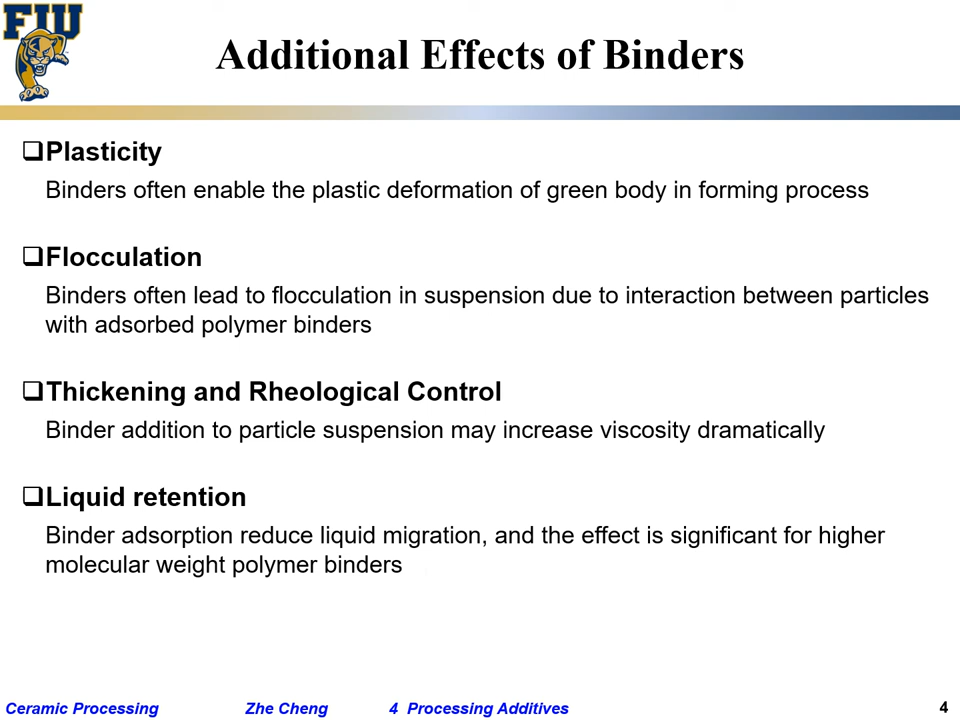 FIU
Additional Effects of Binders
❑Plasticity
Binders often enable the plastic deformation of green body in forming process
❑Flocculation
Binders often lead to flocculation in suspension due to interaction between particles
with adsorbed polymer binders
❑Thickening and Rheological Control
Binder addition to particle suspension may increase viscosity dramatically
❑Liquid retention
Binder adsorption reduce liquid migration, and the effect is significant for higher
molecular weight polymer binders
Ceramic Processing Zhe Cheng 4 Processing Additives 4